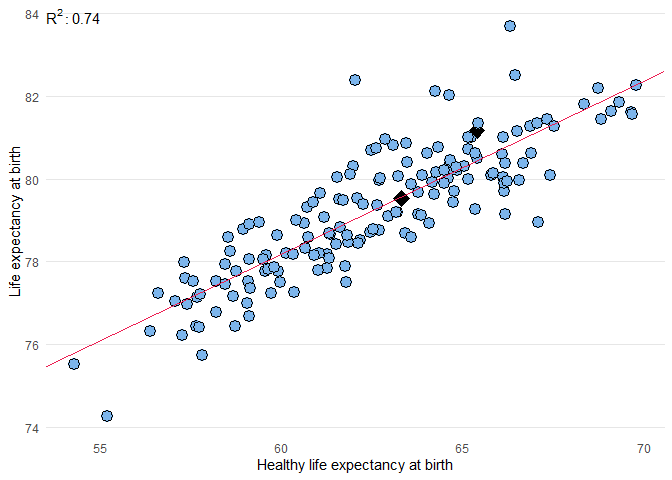 84
R²: 0.74
82
80
78
76
74
Life expectancy at birth
55 60 65 70
Healthy life expectancy at birth